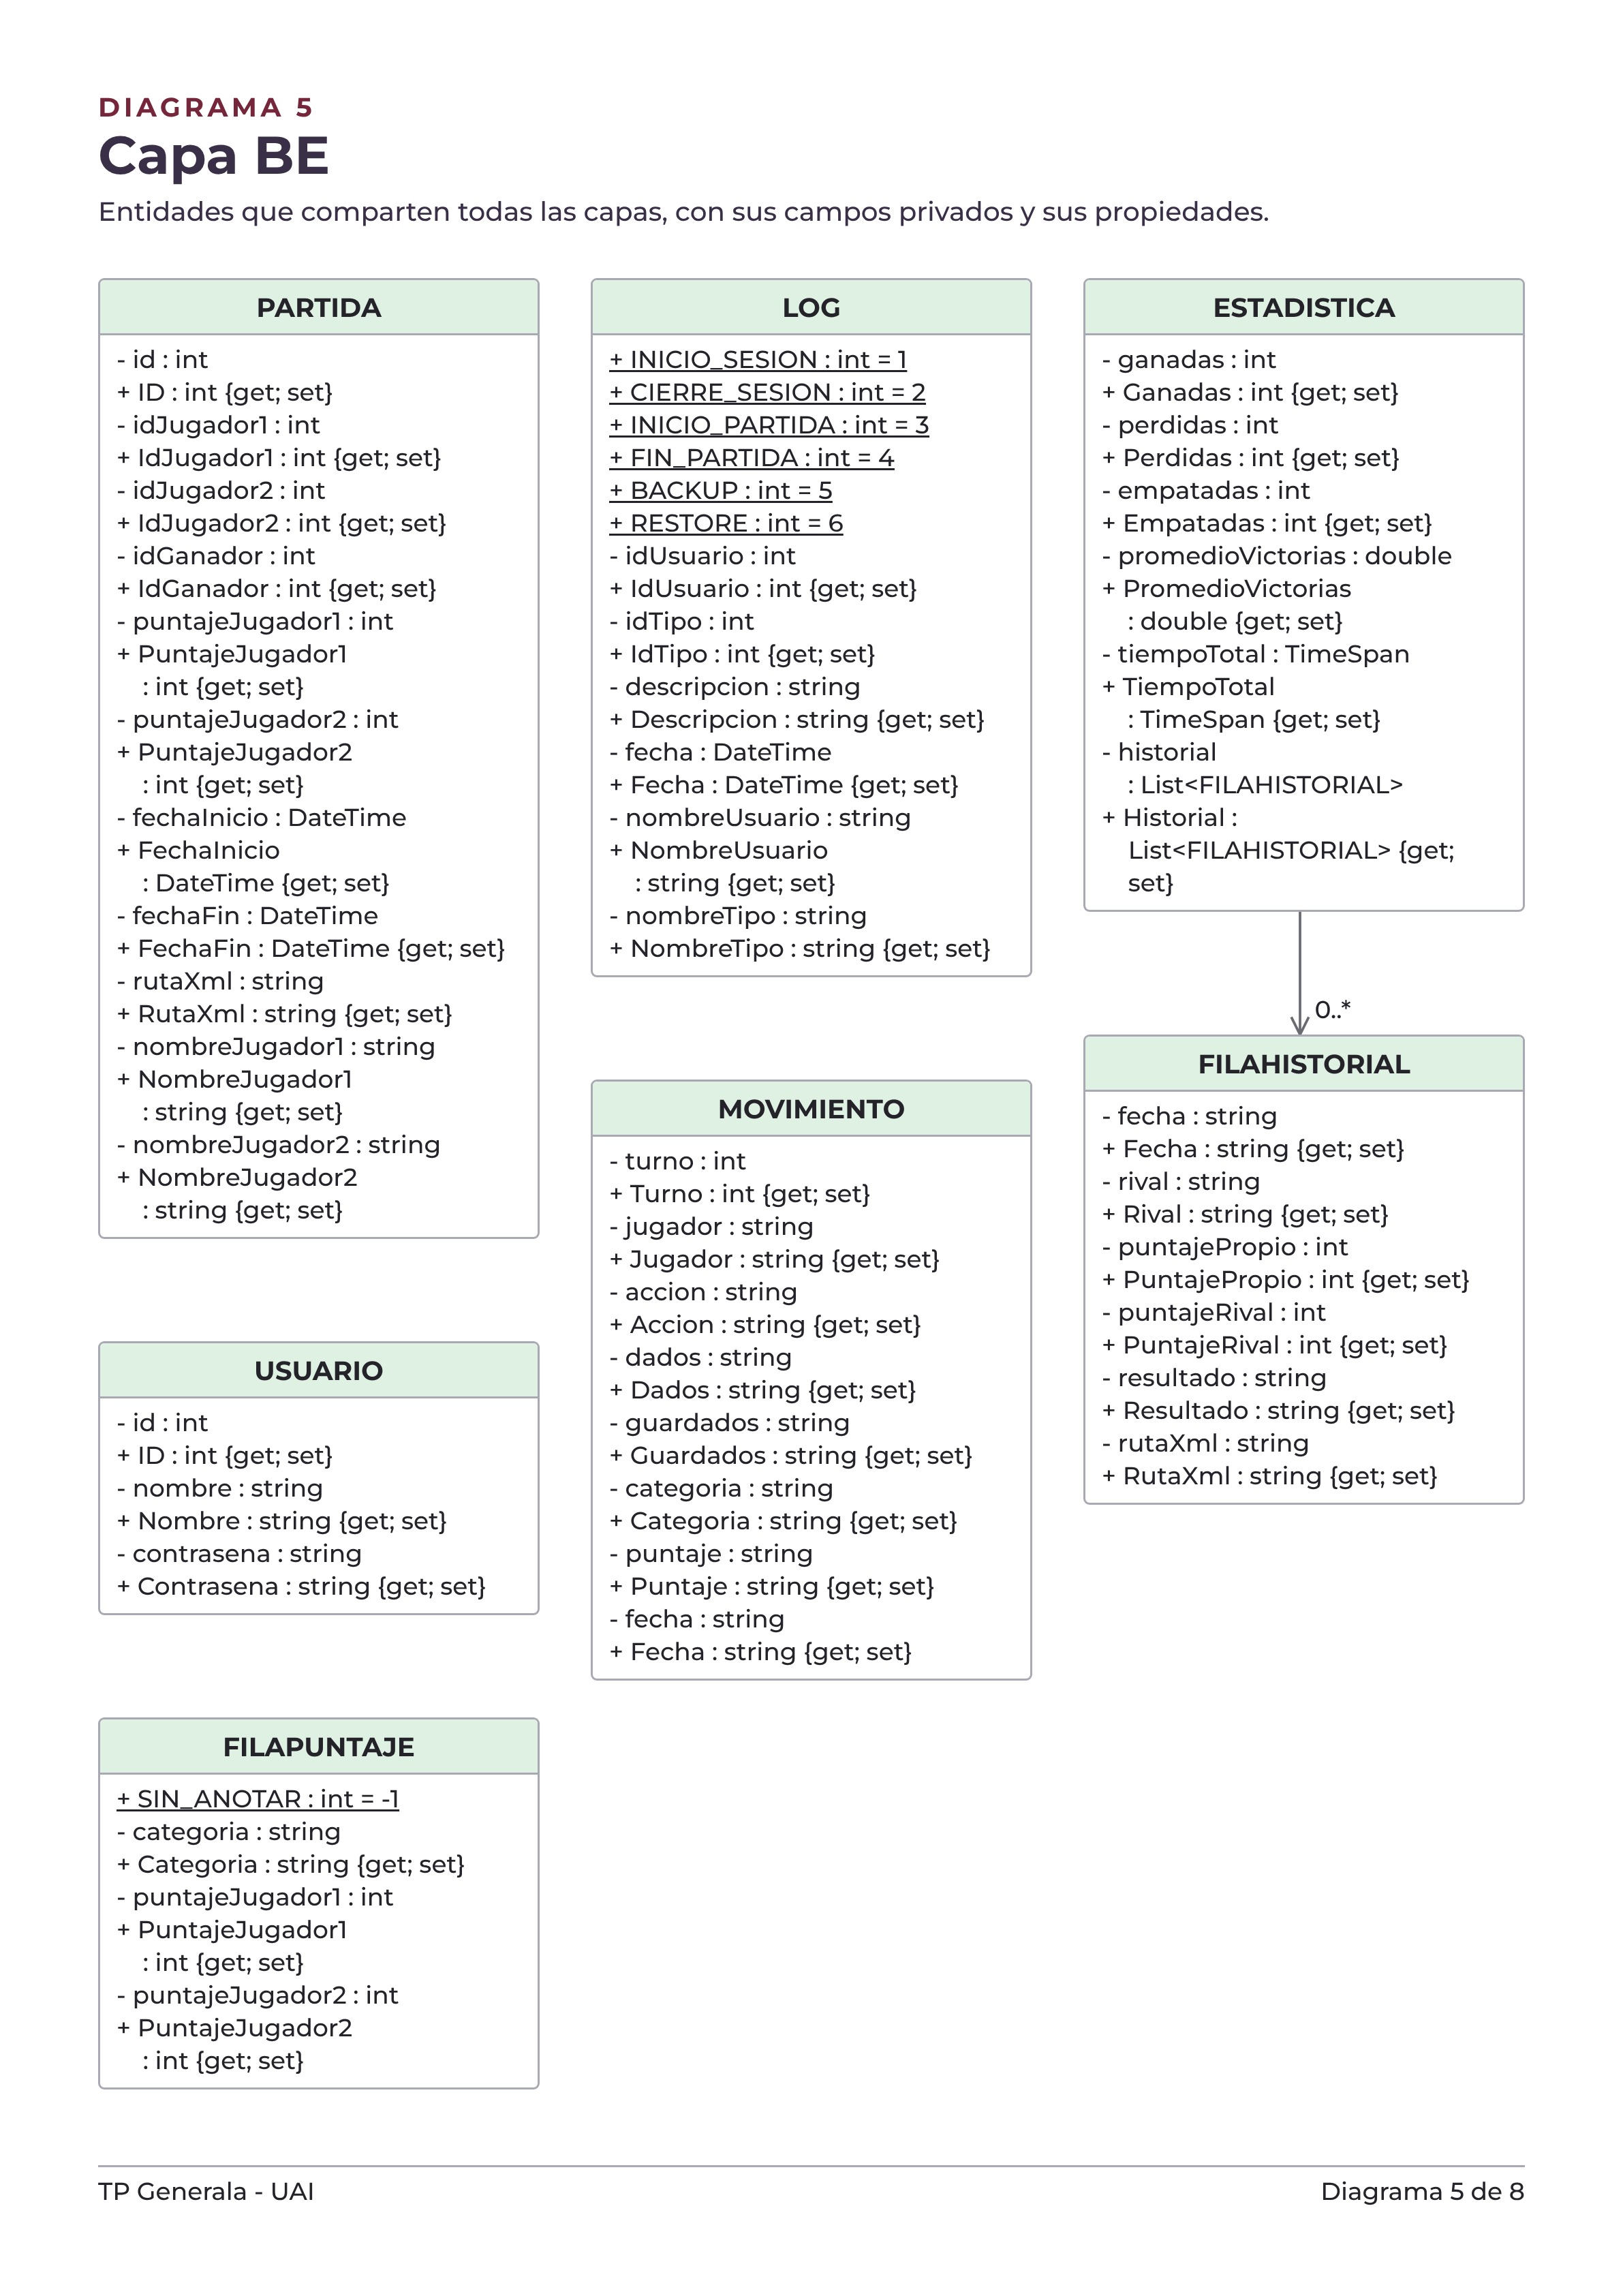 DIAGRAMA 5
Capa BE
Entidades que comparten todas las capas, con sus campos privados y sus propiedades.
PARTIDA
- id : int
+ ID : int {get; set}
- idJugador1 : int
+ IdJugador1 : int {get; set}
- idJugador2 : int
+ IdJugador2 : int {get; set}
- idGanador : int
+ IdGanador : int {get; set}
- puntajeJugador1 : int
+ PuntajeJugador1
: int {get; set}
- puntajeJugador2 : int
+ PuntajeJugador2
: int {get; set}
- fechaInicio : DateTime
+ FechaInicio
: DateTime {get; set}
- fechaFin : DateTime
+ FechaFin : DateTime {get; set}
- rutaXml : string
+ RutaXml : string {get; set}
- nombreJugador1 : string
+ NombreJugador1
: string {get; set}
- nombreJugador2 : string
+ NombreJugador2
: string {get; set}
USUARIO
- id : int
+ ID : int {get; set}
- nombre : string
+ Nombre : string {get; set}
- contrasena : string
+ Contrasena : string {get; set}
FILAPUNTAJE
+ SIN_ANOTAR : int = -1
- categoria : string
+ Categoria : string {get; set}
- puntajeJugador1 : int
+ PuntajeJugador1
: int {get; set}
- puntajeJugador2 : int
+ PuntajeJugador2
: int {get; set}
LOG
+ INICIO_SESION : int = 1
+ CIERRE_SESION : int = 2
+ INICIO_PARTIDA : int = 3
+ FIN_PARTIDA : int = 4
+ BACKUP : int = 5
+ RESTORE : int = 6
- idUsuario : int
+ IdUsuario : int {get; set}
- idTipo : int
+ IdTipo : int {get; set}
- descripcion : string
+ Descripcion : string {get; set}
- fecha : DateTime
+ Fecha : DateTime {get; set}
- nombreUsuario : string
+ NombreUsuario
: string {get; set}
- nombreTipo : string
+ NombreTipo : string {get; set}
MOVIMIENTO
- turno : int
+ Turno : int {get; set}
- jugador : string
+ Jugador : string {get; set}
- accion : string
+ Accion : string {get; set}
- dados : string
+ Dados : string {get; set}
- guardados : string
+ Guardados : string {get; set}
- categoria : string
+ Categoria : string {get; set}
- puntaje : string
+ Puntaje : string {get; set}
- fecha : string
+ Fecha : string {get; set}
ESTADISTICA
- ganadas : int
+ Ganadas : int {get; set}
- perdidas : int
+ Perdidas : int {get; set}
- empatadas : int
+ Empatadas : int {get; set}
- promedioVictorias : double
+ PromedioVictorias
: double {get; set}
- tiempoTotal : TimeSpan
+ TiempoTotal
: TimeSpan {get; set}
- historial
: List<FILAHISTORIAL>
+ Historial :
List<FILAHISTORIAL> {get;
set}
0..*
FILAHISTORIAL
- fecha : string
+ Fecha : string {get; set}
- rival : string
+ Rival : string {get; set}
- puntajePropio : int
+ PuntajePropio : int {get; set}
- puntajeRival : int
+ PuntajeRival : int {get; set}
- resultado : string
+ Resultado : string {get; set}
- rutaXml : string
+ RutaXml : string {get; set}
TP Generala - UAI
Diagrama 5 de 8